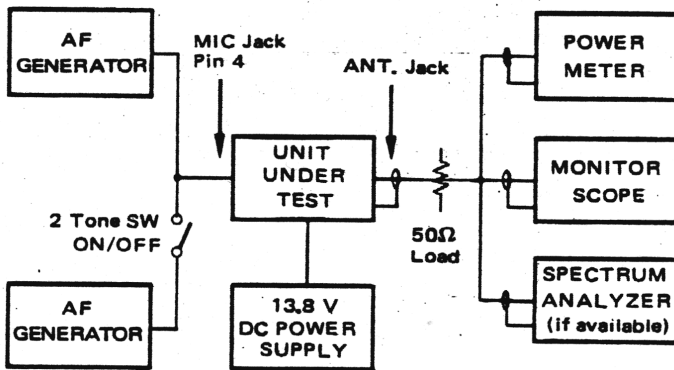 AF
GENERATOR
MIC Jack
Pin 4
ANT. Jack
POWER
METER
UNIT
UNDER
TEST
MONITOR
SCOPE
2 Tone SW
ON/OFF
50Ω
Load
AF
GENERATOR
13.8 V
DC POWER
SUPPLY
SPECTRUM
ANALYZER
(if available)